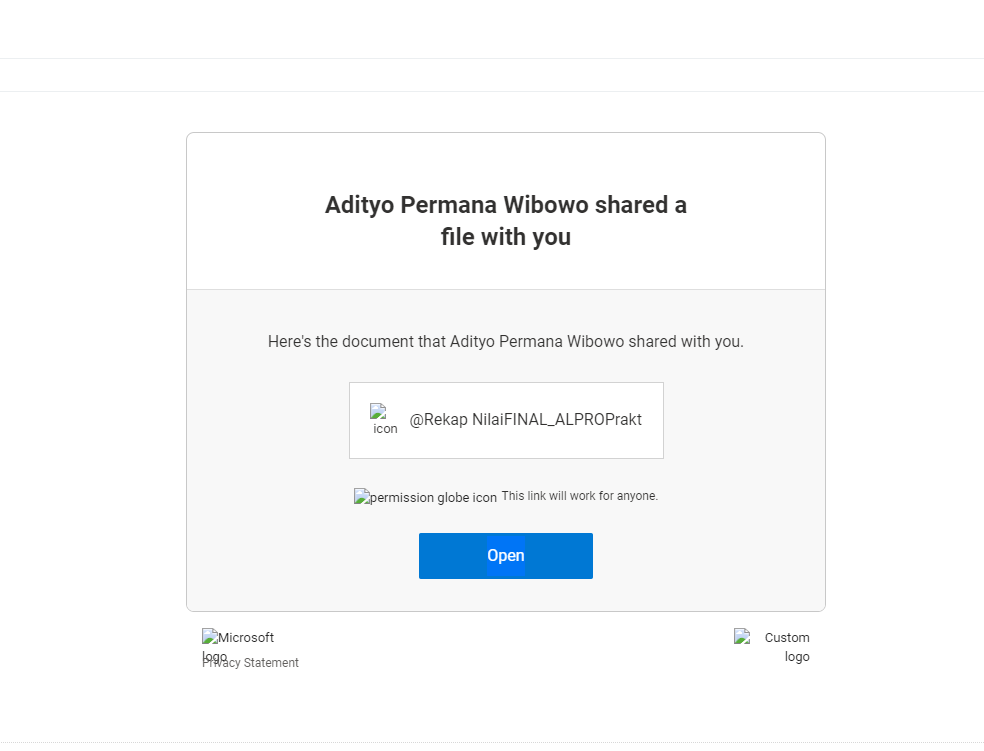 Adityo Permana Wibowo shared a
file with you
Here's the document that Adityo Permana Wibowo shared with you.
icon
@Rekap NilaiFINAL_ALPROPrakt
permission globe icon This link will work for anyone.
Open
Microsoft
logo
Privacy Statement
Custom
logo